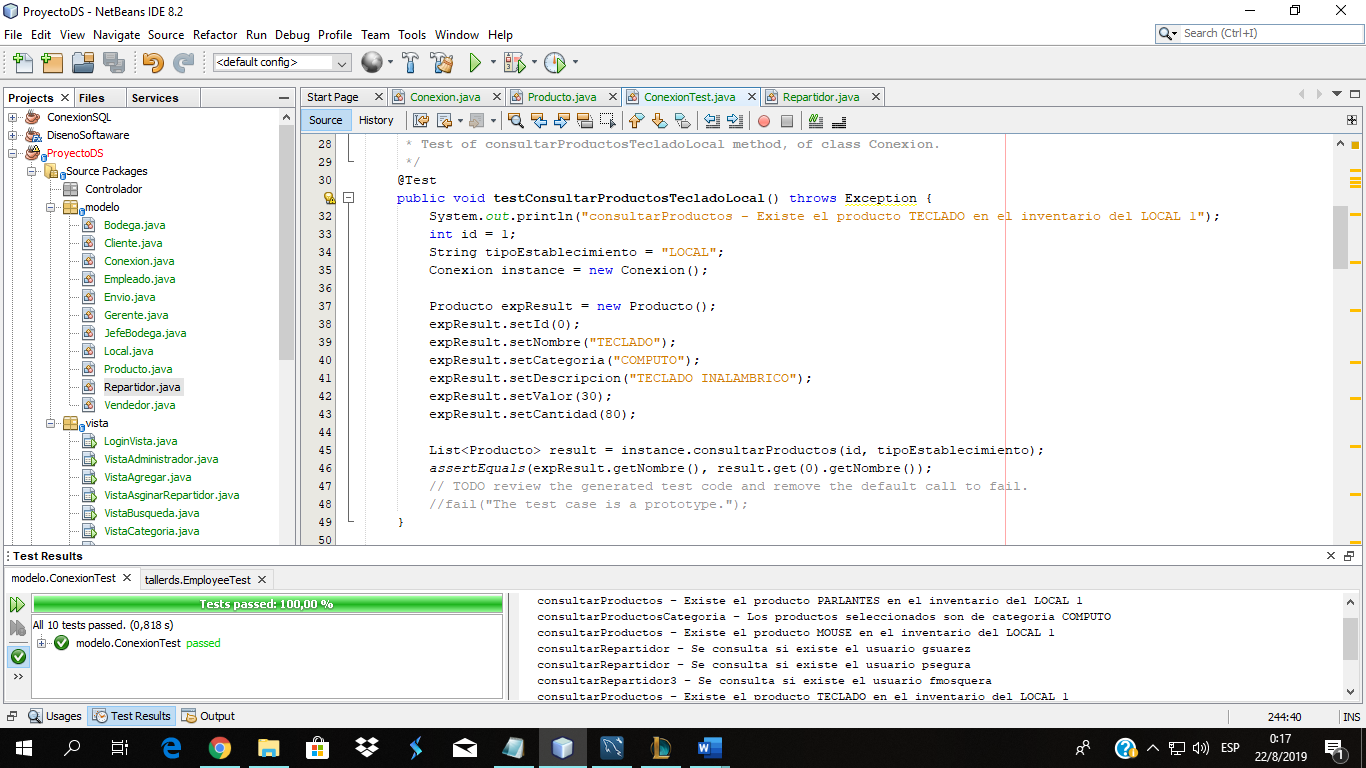 ProyectoDS - NetBeans IDE 8.2
File Edit View Navigate Source Refactor Run Debug Profile Team Tools Window Help
Search (Ctrl+I)
<default config>
Projects Files Services
Start Page Conexion.java Producto.java ConexionTest.java Repartidor.java
Source History
ConexionSQL
DisenoSoftaware
ProyectoDS
Source Packages
Controlador
modelo
Bodega.java
Cliente.java
Conexion.java
Empleado.java
Envio.java
Gerente.java
JefeBodega.java
Local.java
Producto.java
Repartidor.java
Vendedor.java
vista
LoginVista.java
VistaAdministrador.java
VistaAgregar.java
VistaAsginarRepartidor.java
VistaBusqueda.java
VistaCategoria.java
28 * Test of consultarProductosTecladoLocal method, of class Conexion.
29 */
30 @Test
public void testConsultarProductosTecladoLocal() throws Exception {
32 System.out.println("consultarProductos - Existe el producto TECLADO en el inventario del LOCAL 1");
33 int id = 1;
34 String tipoEstablecimiento = "LOCAL";
35 Conexion instance = new Conexion();
36
37 Producto expResult = new Producto();
38 expResult.setId(0);
39 expResult.setNombre("TECLADO");
40 expResult.setCategoria("COMPUTO");
41 expResult.setDescripcion("TECLADO INALAMBRICO");
42 expResult.setValor(30);
43 expResult.setCantidad(80);
44
45 List<Producto> result = instance.consultarProductos(id, tipoEstablecimiento);
46 assertEquals(expResult.getNombre(), result.get(0).getNombre());
47 // TODO review the generated test code and remove the default call to fail.
48 //fail("The test case is a prototype.");
49 }
50
Test Results
modelo.ConexionTest tallerds.EmployeeTest
Tests passed: 100,00 %
All 10 tests passed. (0,818 s)
modelo.ConexionTest passed
consultarProductos - Existe el producto PARLANTES en el inventario del LOCAL 1
consultarProductosCategoria - Los productos seleccionados son de categoria COMPUTO
consultarProductos - Existe el producto MOUSE en el inventario del LOCAL 1
consultarRepartidor - Se consulta si existe el usuario gsuarez
consultarRepartidor - Se consulta si existe el usuario psegura
consultarRepartidor3 - Se consulta si existe el usuario fmosquera
consultarProductos - Existe el producto TECLADO en el inventario del LOCAL 1
Usages Test Results Output
244:40 INS
ESP
0:17
22/8/2019
1